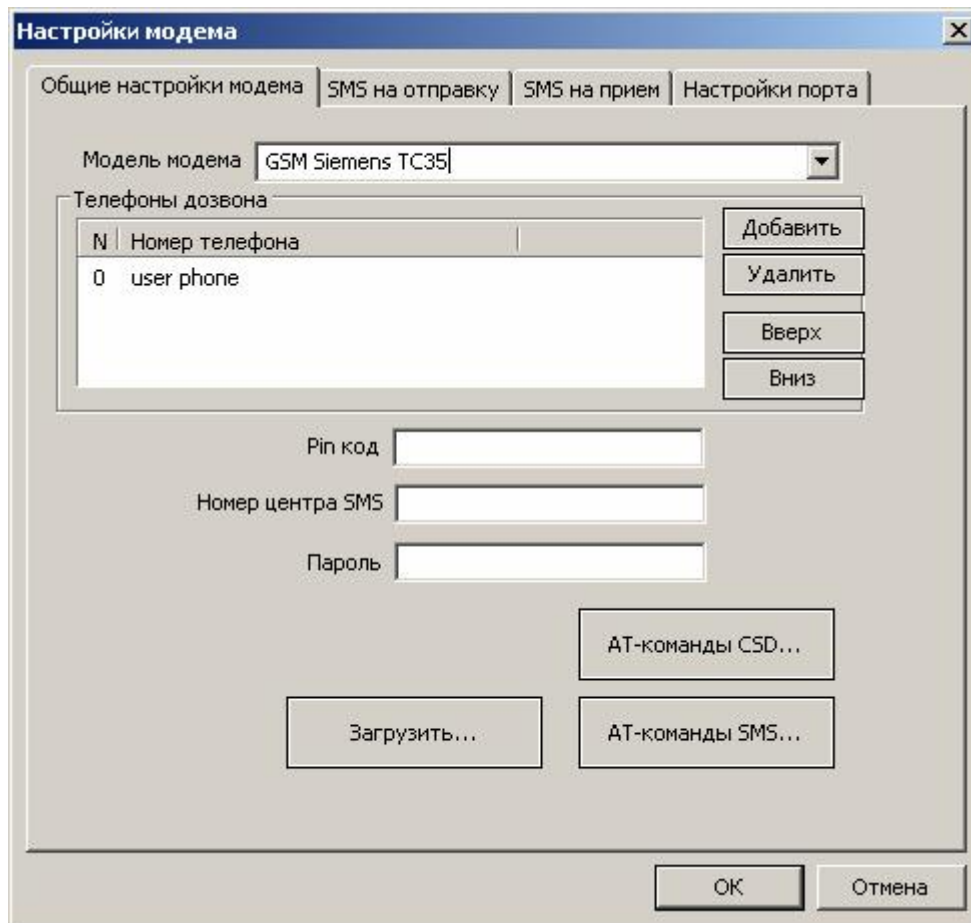 Настройки модема
Общие настройки модема SMS на отправку SMS на прием Настройки порта
Модель модема GSM Siemens TC35
Телефоны дозвона
N Номер телефона
0 user phone
Добавить
Удалить
Вверх
Вниз
Pin код
Номер центра SMS
Пароль
АТ-команды CSD...
Загрузить... АТ-команды SMS...
ОК Отмена